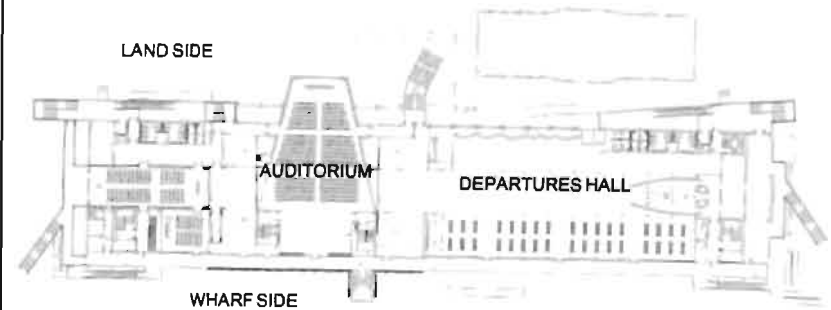 LAND SIDE
AUDITORIUM
DEPARTURES HALL
WHARF SIDE